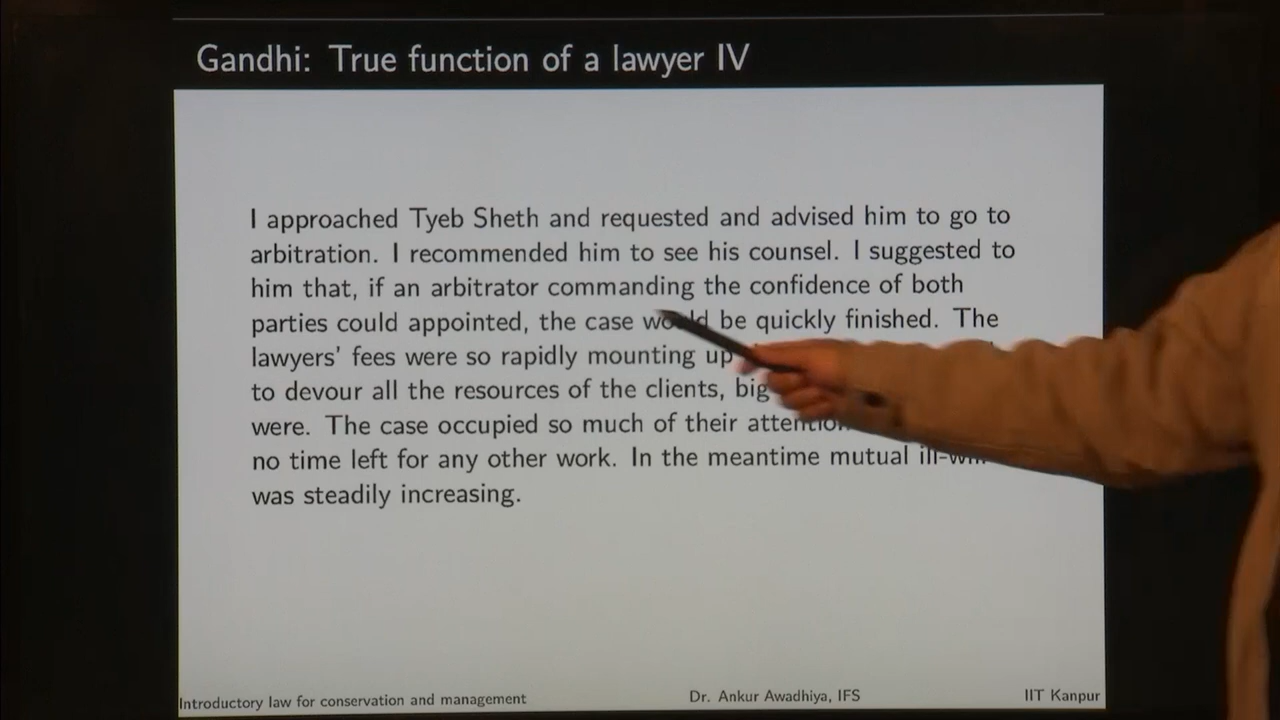 Gandhi: True function of a lawyer IV
I approached Tyeb Sheth and requested and advised him to go to
arbitration. I recommended him to see his counsel. I suggested to
him that, if an arbitrator commanding the confidence of both
parties could appointed, the case would be quickly finished. The
lawyers' fees were so rapidly mounting up
to devour all the resources of the clients, big
were. The case occupied so much of their attention
no time left for any other work. In the meantime mutual ill-will
was steadily increasing.
Introductory law for conservation and management Dr. Ankur Awadhiya, IFS IIT Kanpur